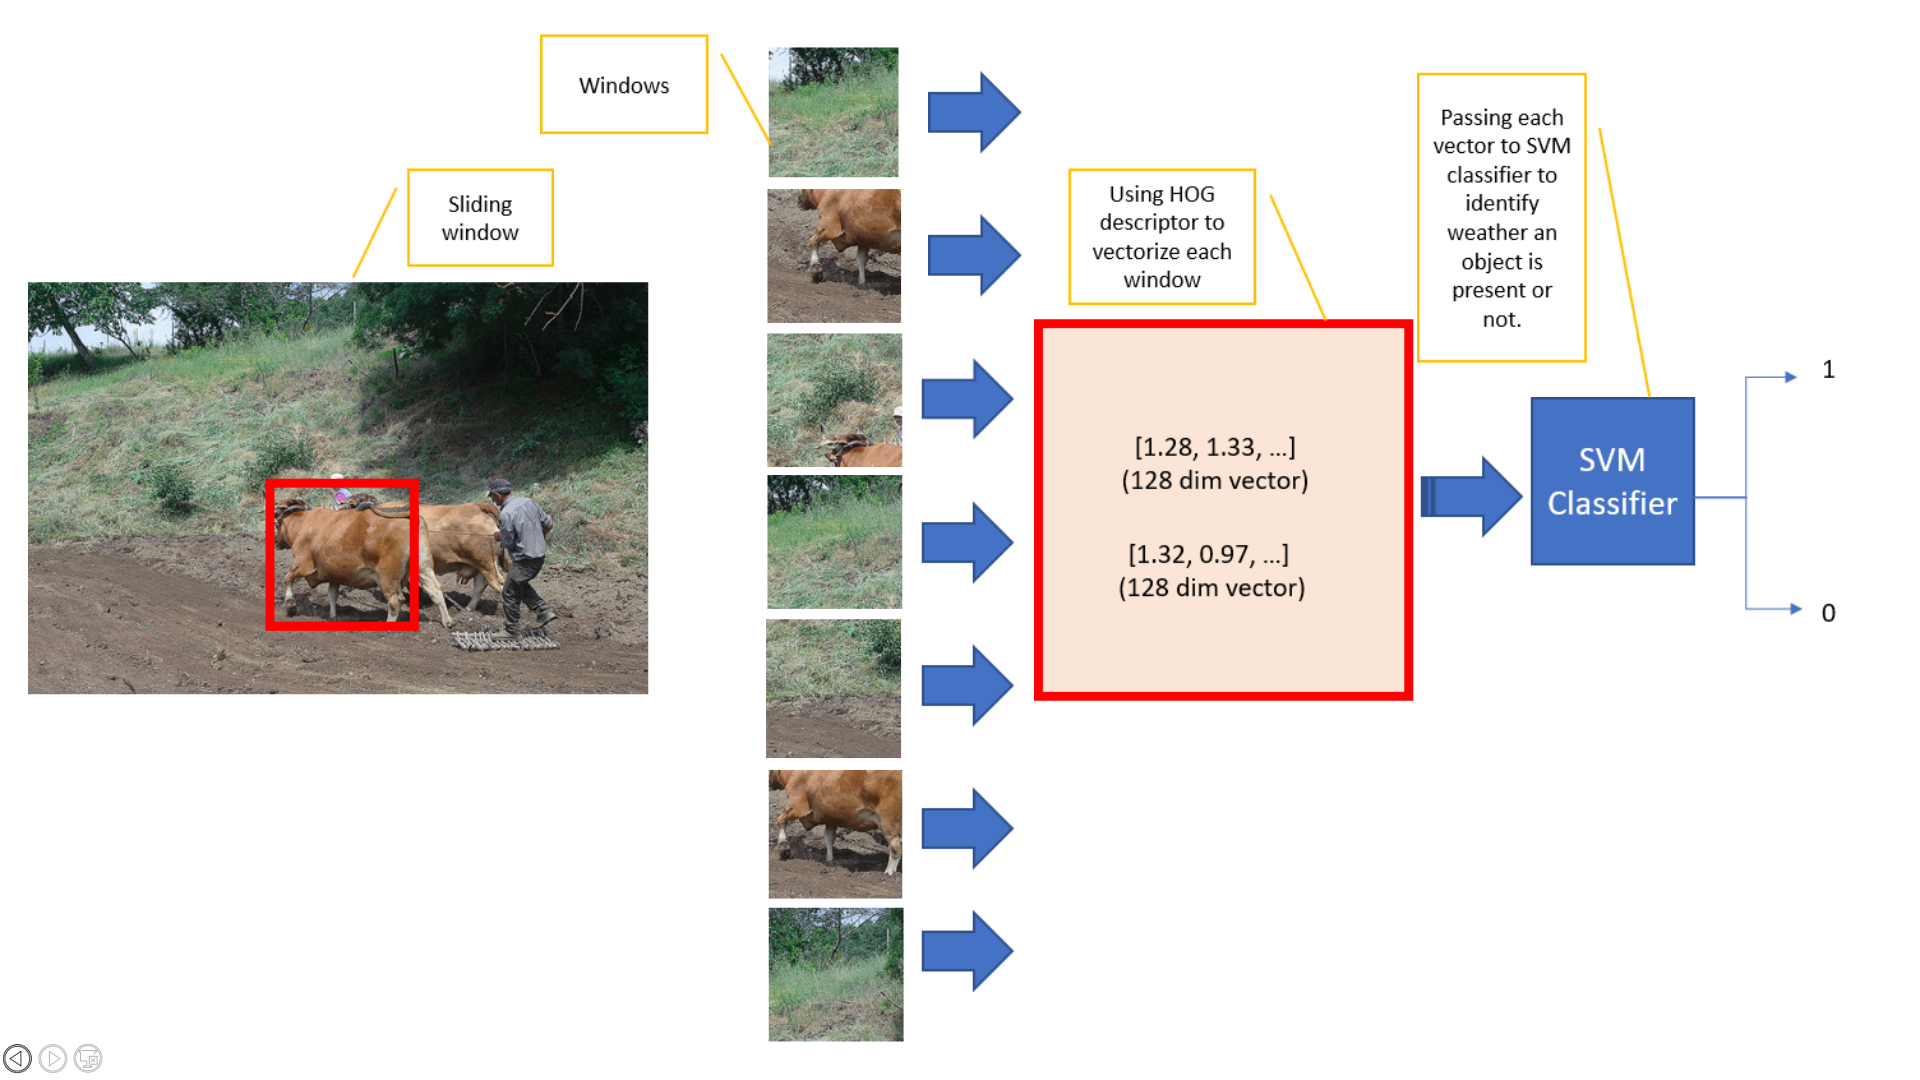 Windows
Sliding
window
Using HOG
descriptor to
vectorize each
window
Passing each
vector to SVM
classifier to
identify
weather an
object is
present or
not.
[1.28, 1.33, ...]
(128 dim vector)
[1.32, 0.97, ...]
(128 dim vector)
SVM
Classifier
1
0